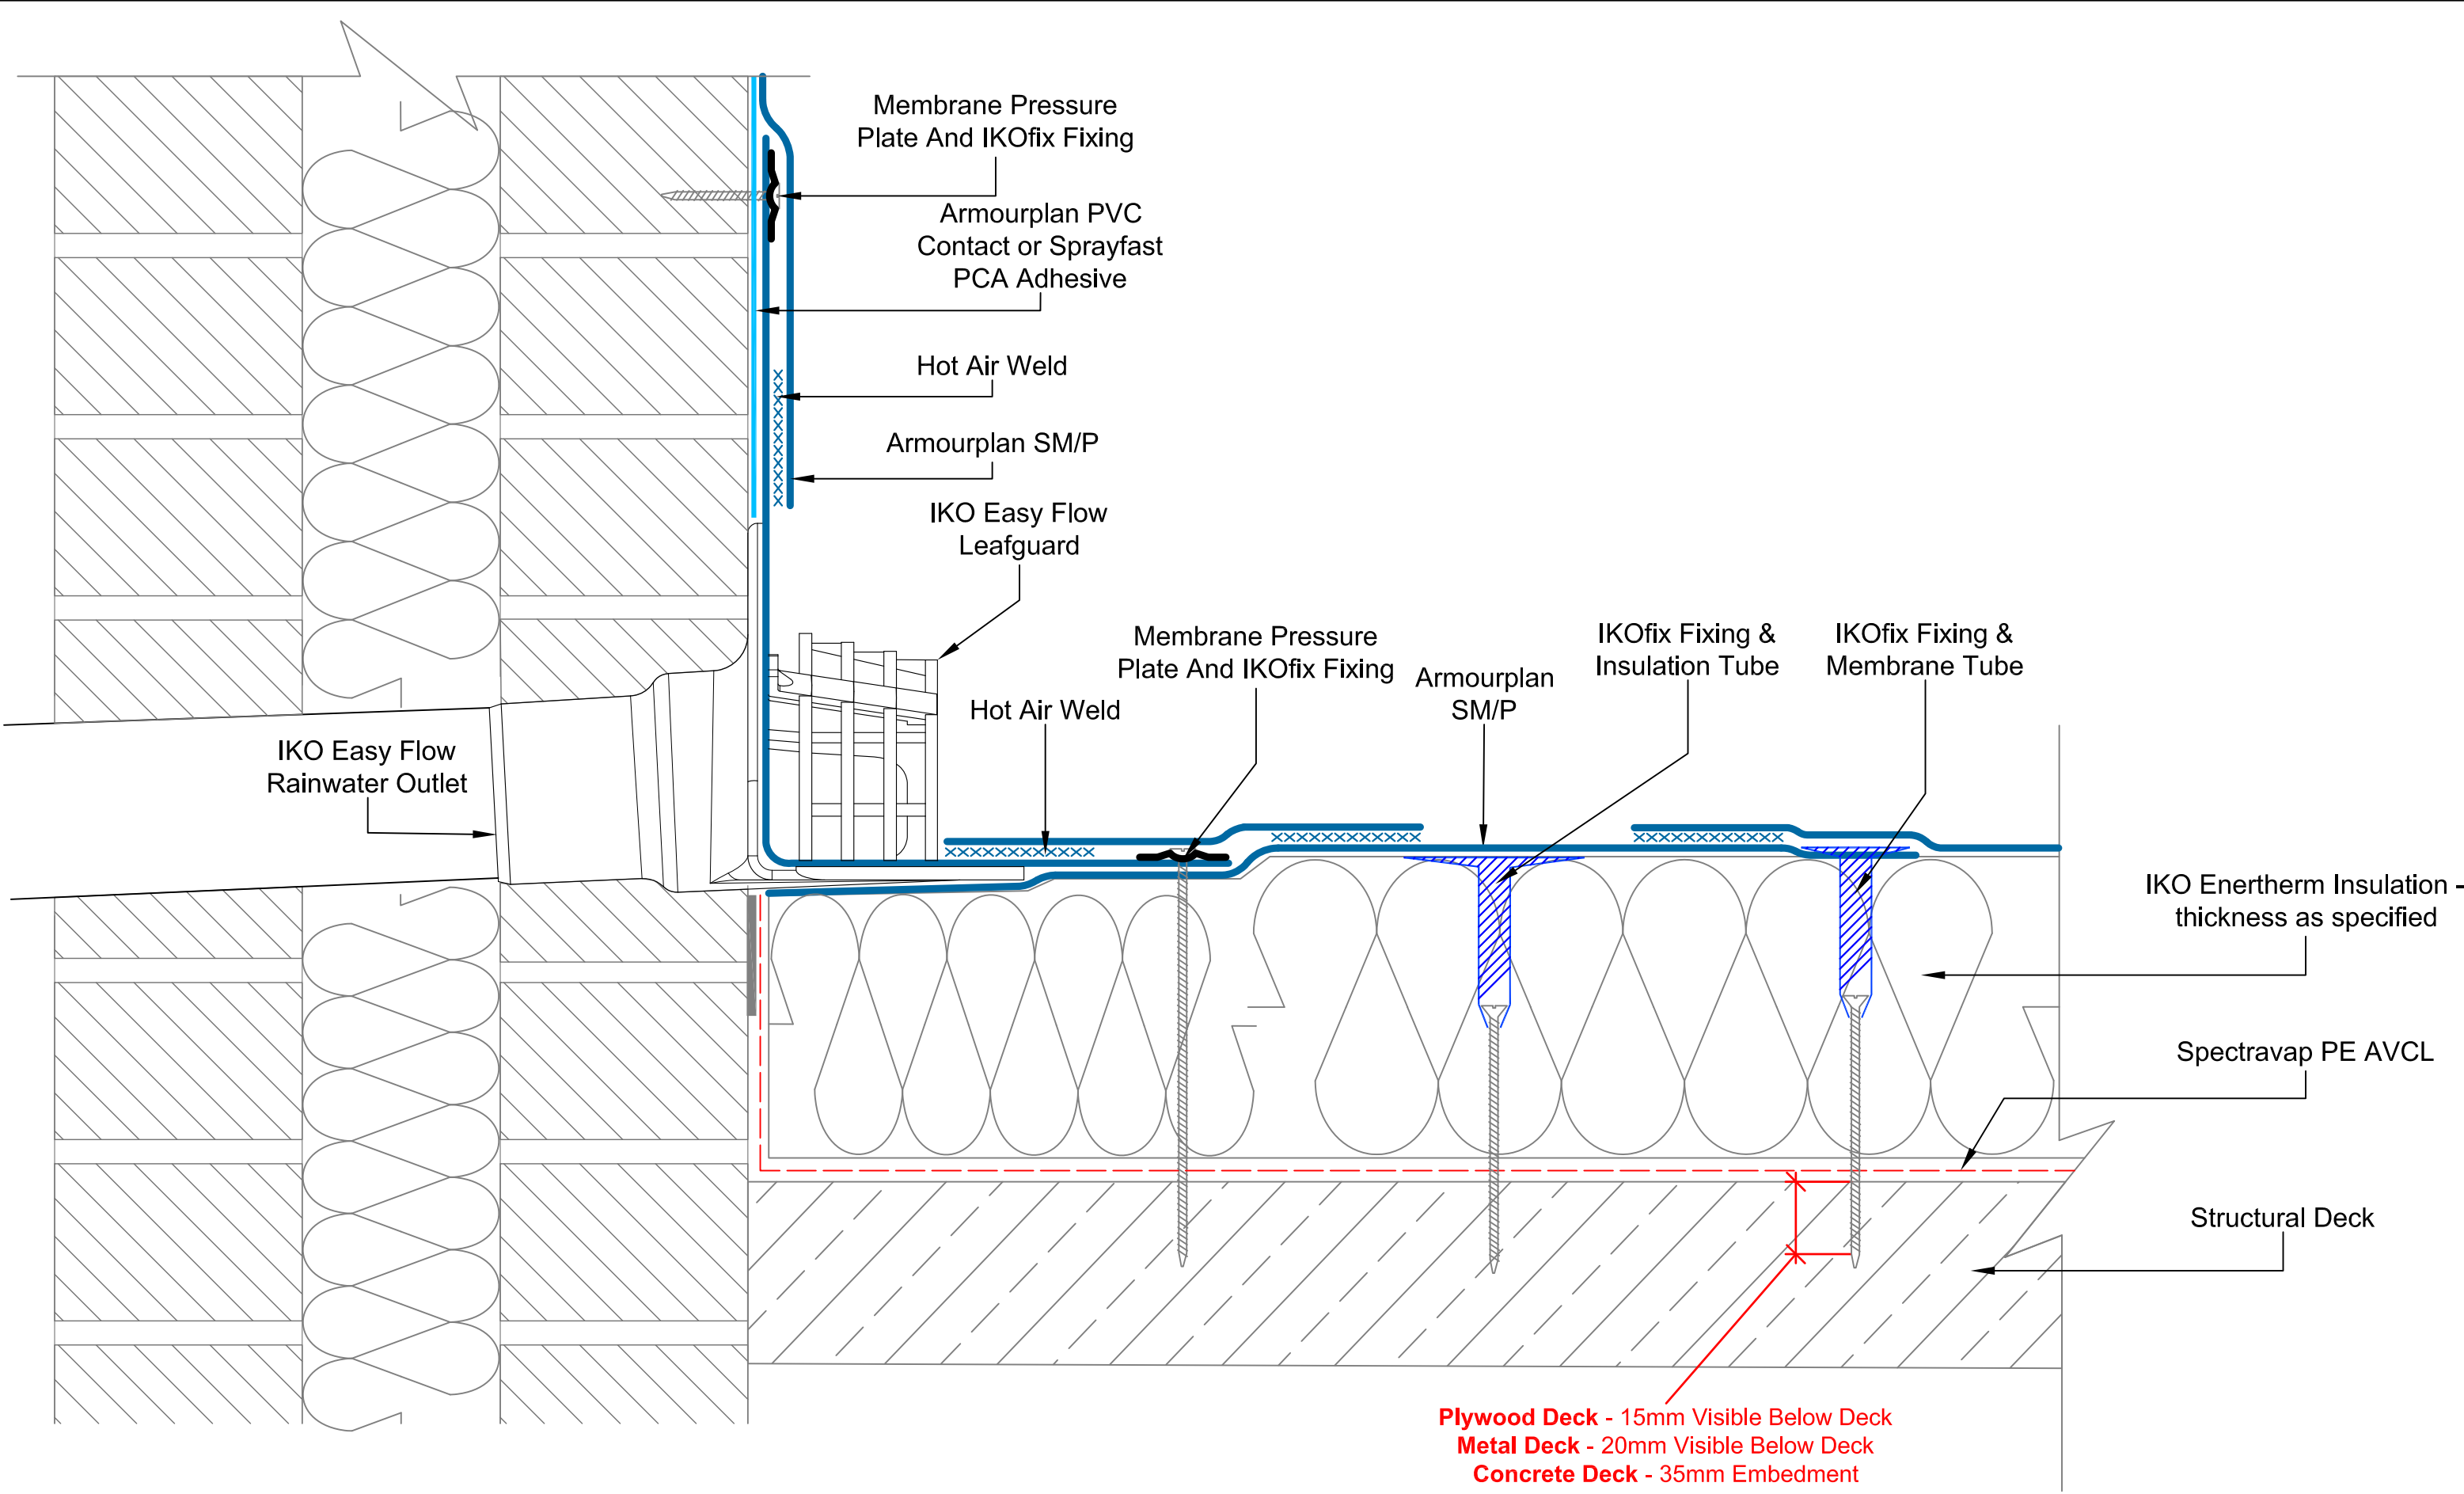 Membrane Pressure
Plate And IKOfix Fixing
Armourplan PVC
Contact or Sprayfast
PCA Adhesive
Hot Air Weld
Armourplan SM/P
IKO Easy Flow
Leafguard
Membrane Pressure
Plate And IKOfix Fixing
IKOfix Fixing &
Insulation Tube
IKOfix Fixing &
Membrane Tube
Armourplan
SM/P
Hot Air Weld
IKO Easy Flow
Rainwater Outlet
IKO Enertherm Insulation -
thickness as specified
Spectravap PE AVCL
Structural Deck
Plywood Deck - 15mm Visible Below Deck
Metal Deck - 20mm Visible Below Deck
Concrete Deck - 35mm Embedment